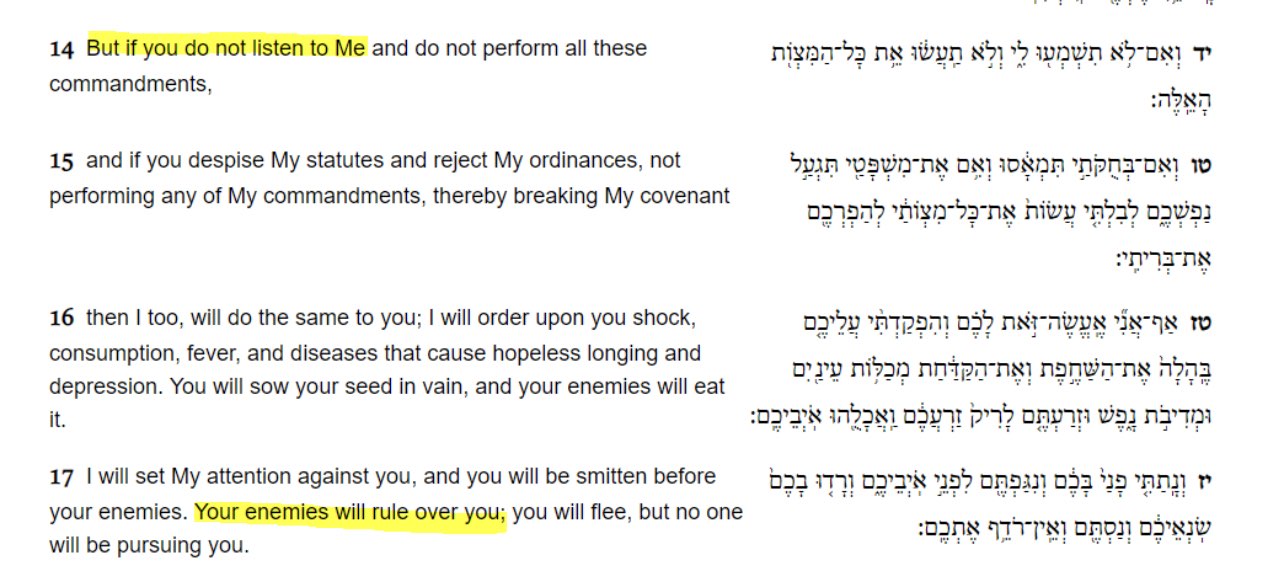 14 But if you do not listen to Me and do not perform all these
commandments,
יד וְאִם־לֹ֥א תִשְׁמְע֖וּ לִ֑י וְלֹ֣א תַֽעֲשׂ֔וּ אֵ֥ת כָּל־הַמִּצְוֹ֖ת
הָאֵֽלֶּה:
15 and if you despise My statutes and reject My ordinances, not
performing any of My commandments, thereby breaking My covenant
טו וְאִם־בְּחֻקֹּתַ֣י תִּמְאָ֔סוּ וְאִ֥ם אֶת־מִשְׁפָּטַ֖י תִּגְעַ֣ל
נַפְשְׁכֶ֑ם לְבִלְתִּ֤י עֲשׂוֹת֙ אֶת־כָּל־מִצְוֹתַ֔י לְהַפְרְכֶ֖ם
אֶת־בְּרִיתִֽי:
16 then I too, will do the same to you; I will order upon you shock,
consumption, fever, and diseases that cause hopeless longing and
depression. You will sow your seed in vain, and your enemies will eat
it.
טז אַף־אֲנִ֞י אֶֽעֱשֶׂה־זֹּ֣את לָכֶ֗ם וְהִפְקַדְתִּ֨י עֲלֵיכֶ֤ם
בֶּֽהָלָה֙ אֶת־הַשַּׁחֶ֣פֶת וְאֶת־הַקַּדַּ֔חַת מְכַלּ֥וֹת עֵינַ֖יִם
וּמְדִיבֹ֣ת נָ֑פֶשׁ וּזְרַעְתֶּ֤ם לָרִיק֙ זַרְעֲכֶ֔ם וַֽאֲכָלֻ֖הוּ אֹֽיְבֵיכֶֽם:
17 I will set My attention against you, and you will be smitten before
your enemies. Your enemies will rule over you; you will flee, but no one
will be pursuing you.
יז וְנָֽתַתִּ֤י פָנַי֙ בָּכֶ֔ם וְנִגַּפְתֶּ֖ם לִפְנֵ֣י אֹֽיְבֵיכֶ֑ם וְרָד֤וּ בָכֶם֙
שֹֽׂנְאֵיכֶ֔ם וְנַסְתֶּ֖ם וְאֵֽין־רֹדֵ֥ף אֶתְכֶֽם: